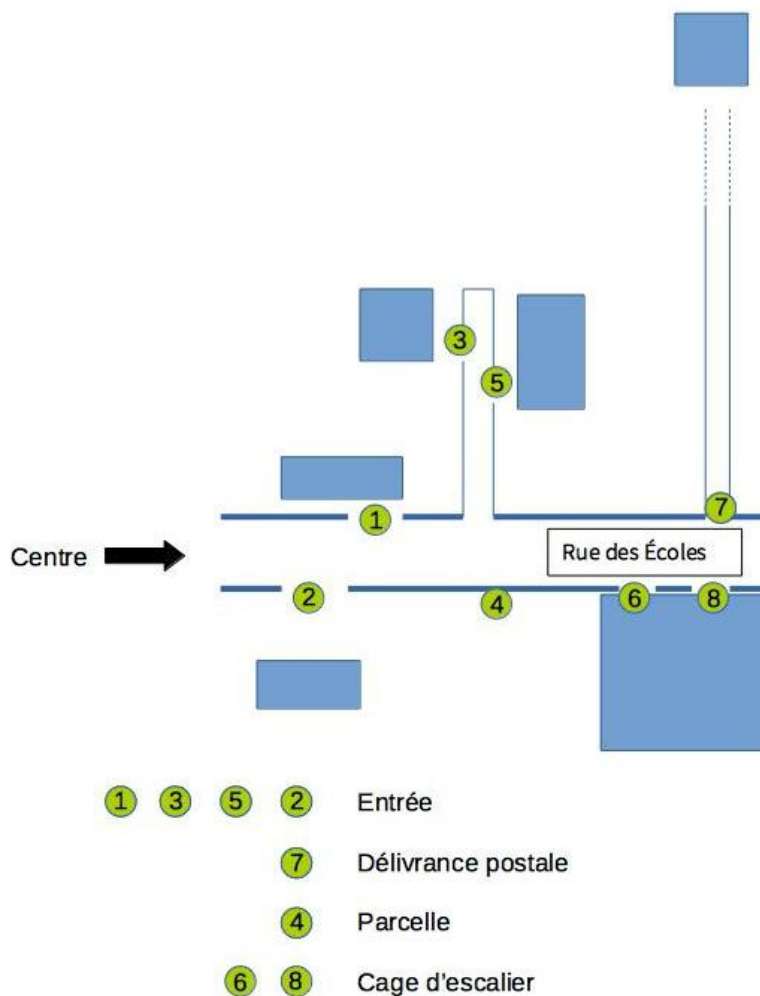 3
5
1
7
Rue des Écoles
Centre
2
4
6
8
1 3 5 2 Entrée
7 Délivrance postale
4 Parcelle
6 8 Cage d'escalier